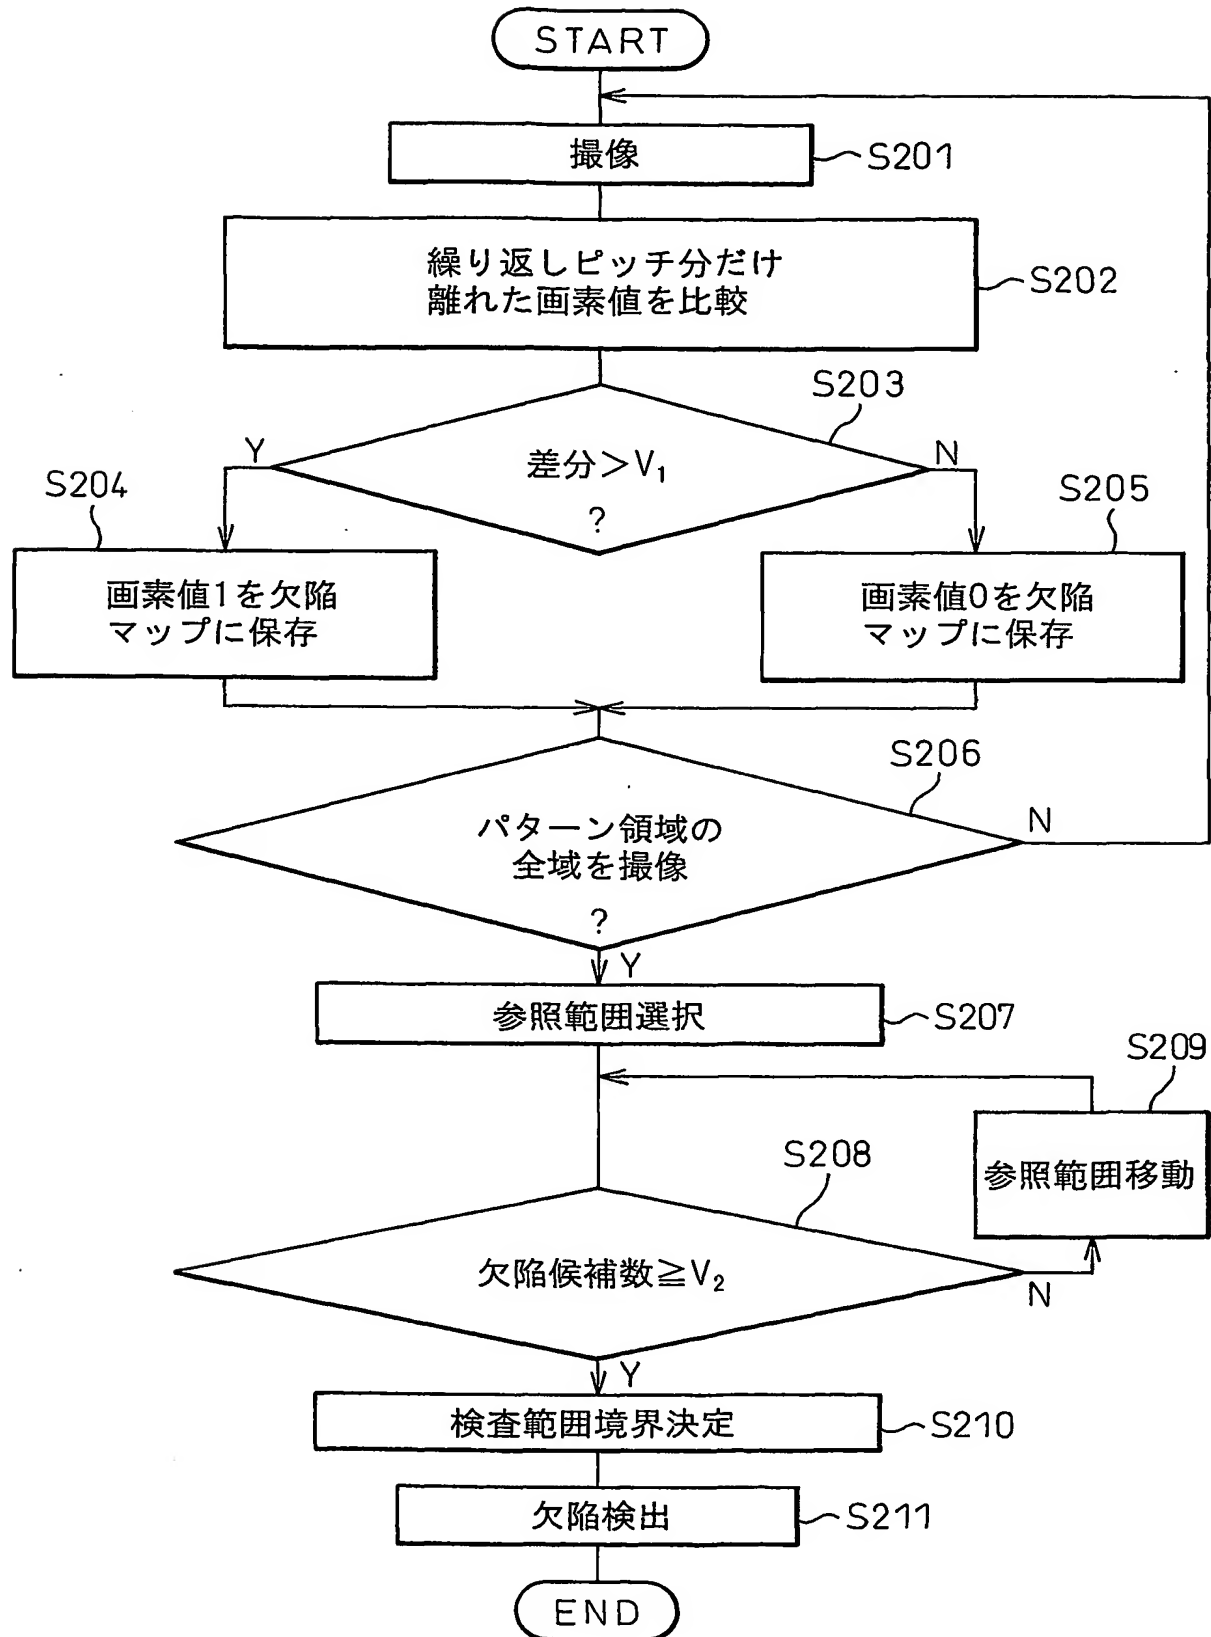 START
撮像
S201
繰り返しピッチ分だけ
離れた画素値を比較
S202
S203
差分>V₁
?
Y
N
S204
画素値1を欠陥
マップに保存
S205
画素値0を欠陥
マップに保存
S206
パターン領域の
全域を撮像
?
N
Y
参照範囲選択
S207
S209
参照範囲移動
S208
欠陥候補数≧V₂
N
Y
検査範囲境界決定
S210
欠陥検出
S211
END